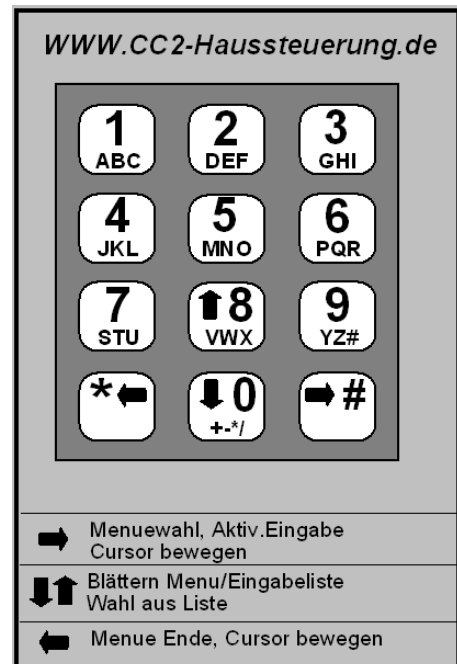 WWW.CC2-Haussteuerung.de
1 2 3
ABC DEF GHI
4 5 6
JKL MNO PQR
7 8 9
STU VWX YZ#
* 0 #
+-*/
Menuewahl, Aktiv.Eingabe
Cursor bewegen
Blättern Menu/Eingabeliste
Wahl aus Liste
Menue Ende, Cursor bewegen